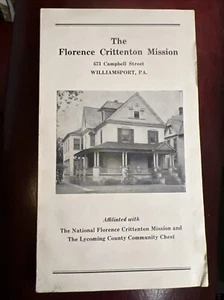 The
Florence Crittenton Mission
673 Campbell Street
WILLIAMSPORT, PA.
Affiliated with
The National Florence Crittenton Mission and
The Lycoming County Community Chest